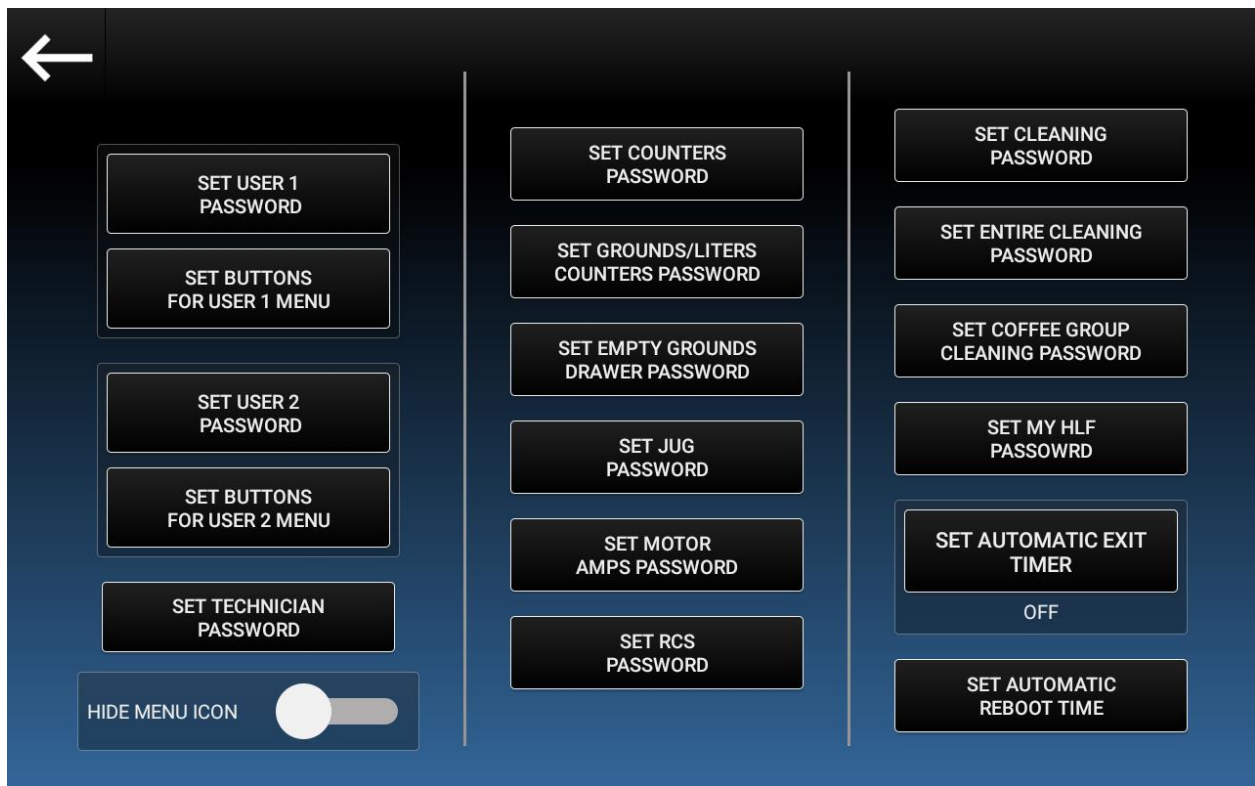 SET USER 1
PASSWORD
SET BUTTONS
FOR USER 1 MENU
SET USER 2
PASSWORD
SET BUTTONS
FOR USER 2 MENU
SET TECHNICIAN
PASSWORD
HIDE MENU ICON
SET COUNTERS
PASSWORD
SET GROUNDS/LITERS
COUNTERS PASSWORD
SET EMPTY GROUNDS
DRAWER PASSWORD
SET JUG
PASSWORD
SET MOTOR
AMPS PASSWORD
SET RCS
PASSWORD
SET CLEANING
PASSWORD
SET ENTIRE CLEANING
PASSWORD
SET COFFEE GROUP
CLEANING PASSWORD
SET MY HLF
PASSOWRD
SET AUTOMATIC EXIT
TIMER
OFF
SET AUTOMATIC
REBOOT TIME